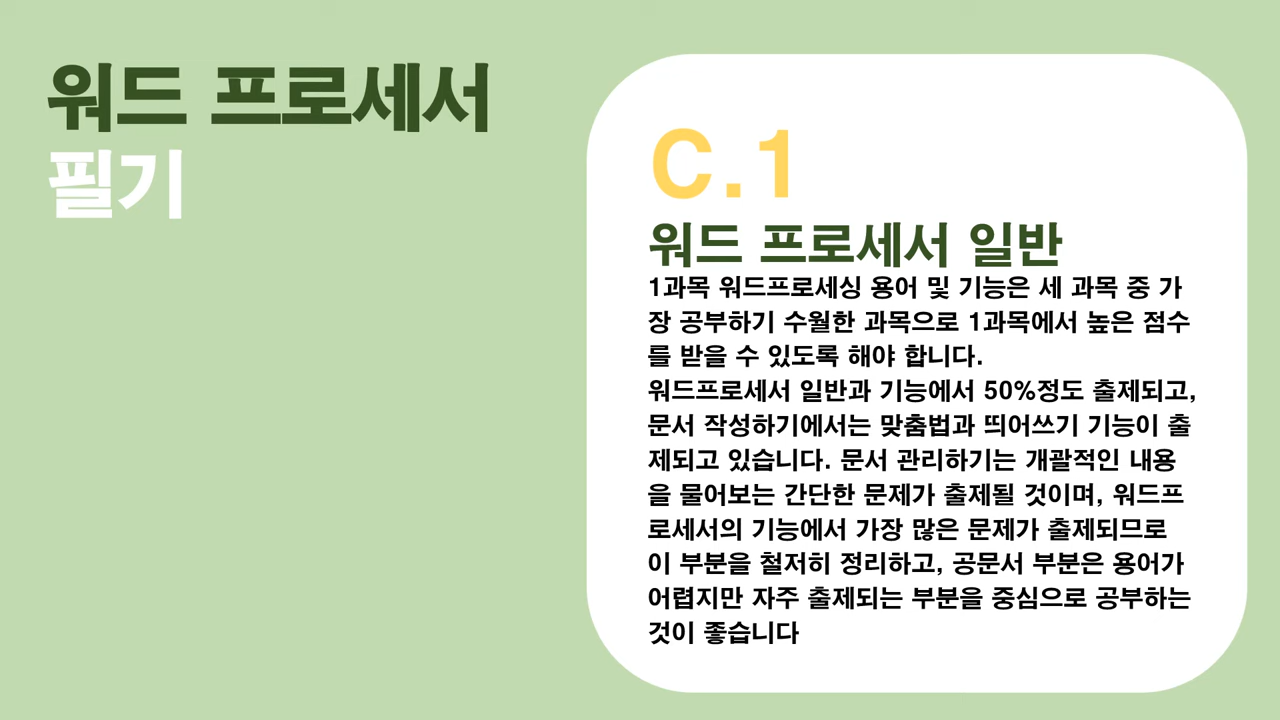 워드 프로세서
필기
C.1
워드 프로세서 일반
1과목 워드프로세싱 용어 및 기능은 세 과목 중 가
장 공부하기 수월한 과목으로 1과목에서 높은 점수
를 받을 수 있도록 해야 합니다.
워드프로세서 일반과 기능에서 50%정도 출제되고,
문서 작성하기에서는 맞춤법과 띄어쓰기 기능이 출
제되고 있습니다. 문서 관리하기는 개괄적인 내용
을 물어보는 간단한 문제가 출제될 것이며, 워드프
로세서의 기능에서 가장 많은 문제가 출제되므로
이 부분을 철저히 정리하고, 공문서 부분은 용어가
어렵지만 자주 출제되는 부분을 중심으로 공부하는
것이 좋습니다